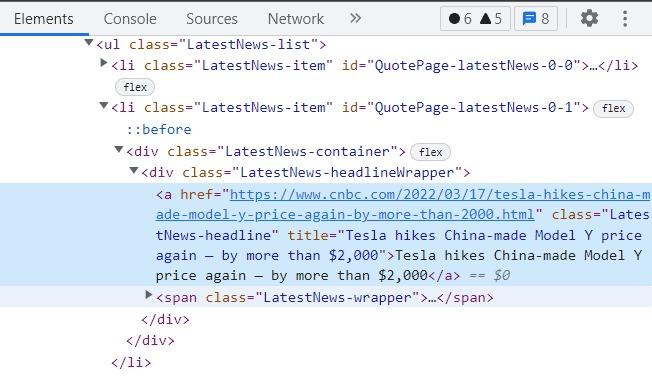 Elements Console Sources Network » 6 5 8
▼<ul class="LatestNews-list">
▶<li class="LatestNews-item" id="QuotePage-latestNews-0-0">…</li>
flex
▼<li class="LatestNews-item" id="QuotePage-latestNews-0-1"> flex
::before
▼<div class="LatestNews-container"> flex
▼<div class="LatestNews-headlineWrapper">
<a href="https://www.cnbc.com/2022/03/17/tesla-hikes-china-m
ade-model-y-price-again-by-more-than-2000.html" class="Lates
tNews-headline" title="Tesla hikes China-made Model Y price
again — by more than $2,000">Tesla hikes China-made Model Y
price again — by more than $2,000</a> == $0
▶<span class="LatestNews-wrapper">…</span>
</div>
</div>
</li>